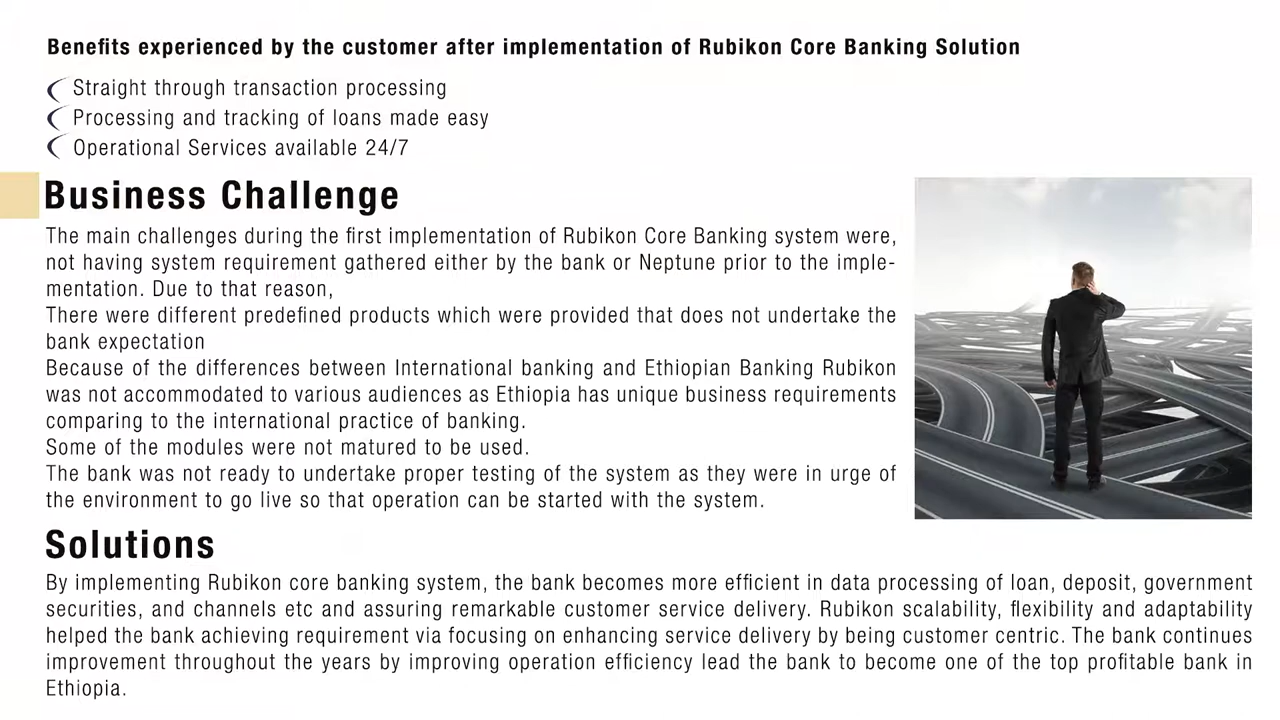 Benefits experienced by the customer after implementation of Rubikon Core Banking Solution
Straight through transaction processing
Processing and tracking of loans made easy
Operational Services available 24/7
Business Challenge
The main challenges during the first implementation of Rubikon Core Banking system were,
not having system requirement gathered either by the bank or Neptune prior to the imple-
mentation. Due to that reason,
There were different predefined products which were provided that does not undertake the
bank expectation
Because of the differences between International banking and Ethiopian Banking Rubikon
was not accommodated to various audiences as Ethiopia has unique business requirements
comparing to the international practice of banking.
Some of the modules were not matured to be used.
The bank was not ready to undertake proper testing of the system as they were in urge of
the environment to go live so that operation can be started with the system.
Solutions
By implementing Rubikon core banking system, the bank becomes more efficient in data processing of loan, deposit, government
securities, and channels etc and assuring remarkable customer service delivery. Rubikon scalability, flexibility and adaptability
helped the bank achieving requirement via focusing on enhancing service delivery by being customer centric. The bank continues
improvement throughout the years by improving operation efficiency lead the bank to become one of the top profitable bank in
Ethiopia.